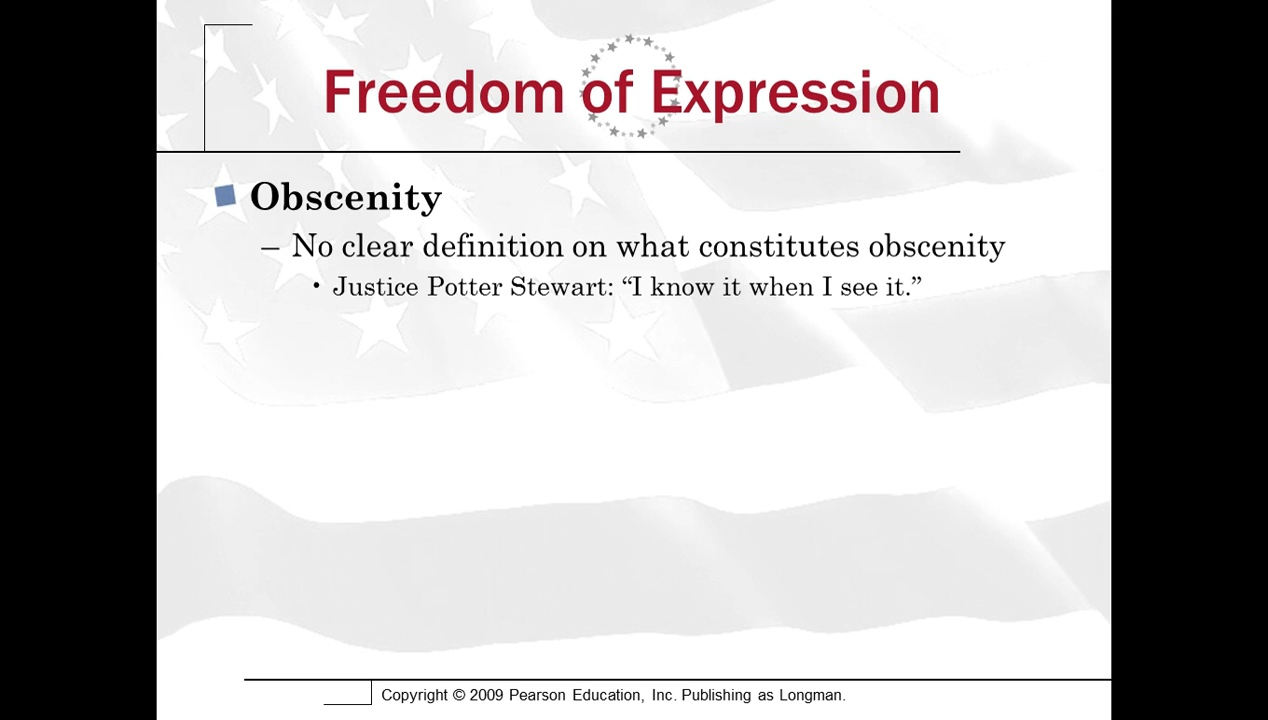 Freedom of Expression
Obscenity
– No clear definition on what constitutes obscenity
• Justice Potter Stewart: “I know it when I see it.”
Copyright © 2009 Pearson Education, Inc. Publishing as Longman.